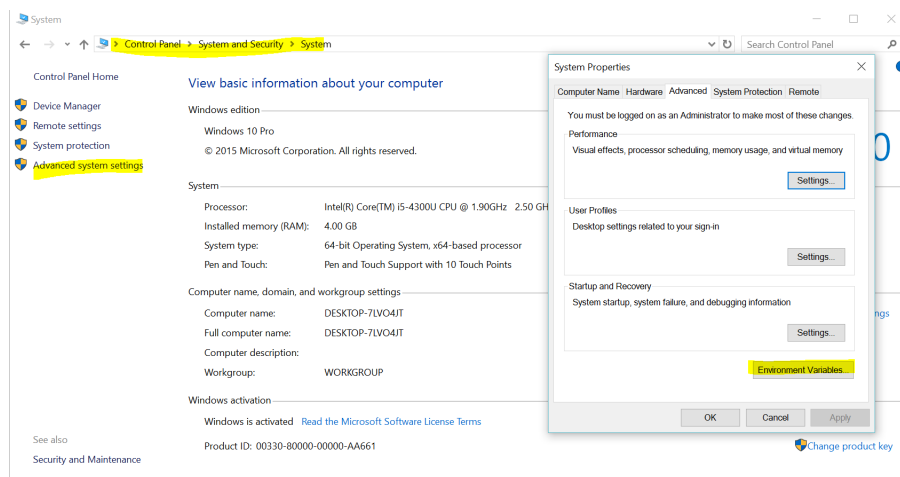 System
Control Panel > System and Security > System
Search Control Panel
Control Panel Home
Device Manager
Remote settings
System protection
Advanced system settings
See also
Security and Maintenance
View basic information about your computer
Windows edition
Windows 10 Pro
© 2015 Microsoft Corporation. All rights reserved.
System
Processor: Intel(R) Core(TM) i5-4300U CPU @ 1.90GHz 2.50 GH
Installed memory (RAM): 4.00 GB
System type: 64-bit Operating System, x64-based processor
Pen and Touch: Pen and Touch Support with 10 Touch Points
Computer name, domain, and workgroup settings
Computer name: DESKTOP-7LVO4JT
Full computer name: DESKTOP-7LVO4JT
Computer description:
Workgroup: WORKGROUP
Windows activation
Windows is activated Read the Microsoft Software License Terms
Product ID: 00330-80000-00000-AA661
System Properties
Computer Name Hardware Advanced System Protection Remote
You must be logged on as an Administrator to make most of these changes.
Performance
Visual effects, processor scheduling, memory usage, and virtual memory
Settings...
User Profiles
Desktop settings related to your sign-in
Settings...
Startup and Recovery
System startup, system failure, and debugging information
Settings...
Environment Variables...
OK Cancel Apply
0
ngs
Change product key